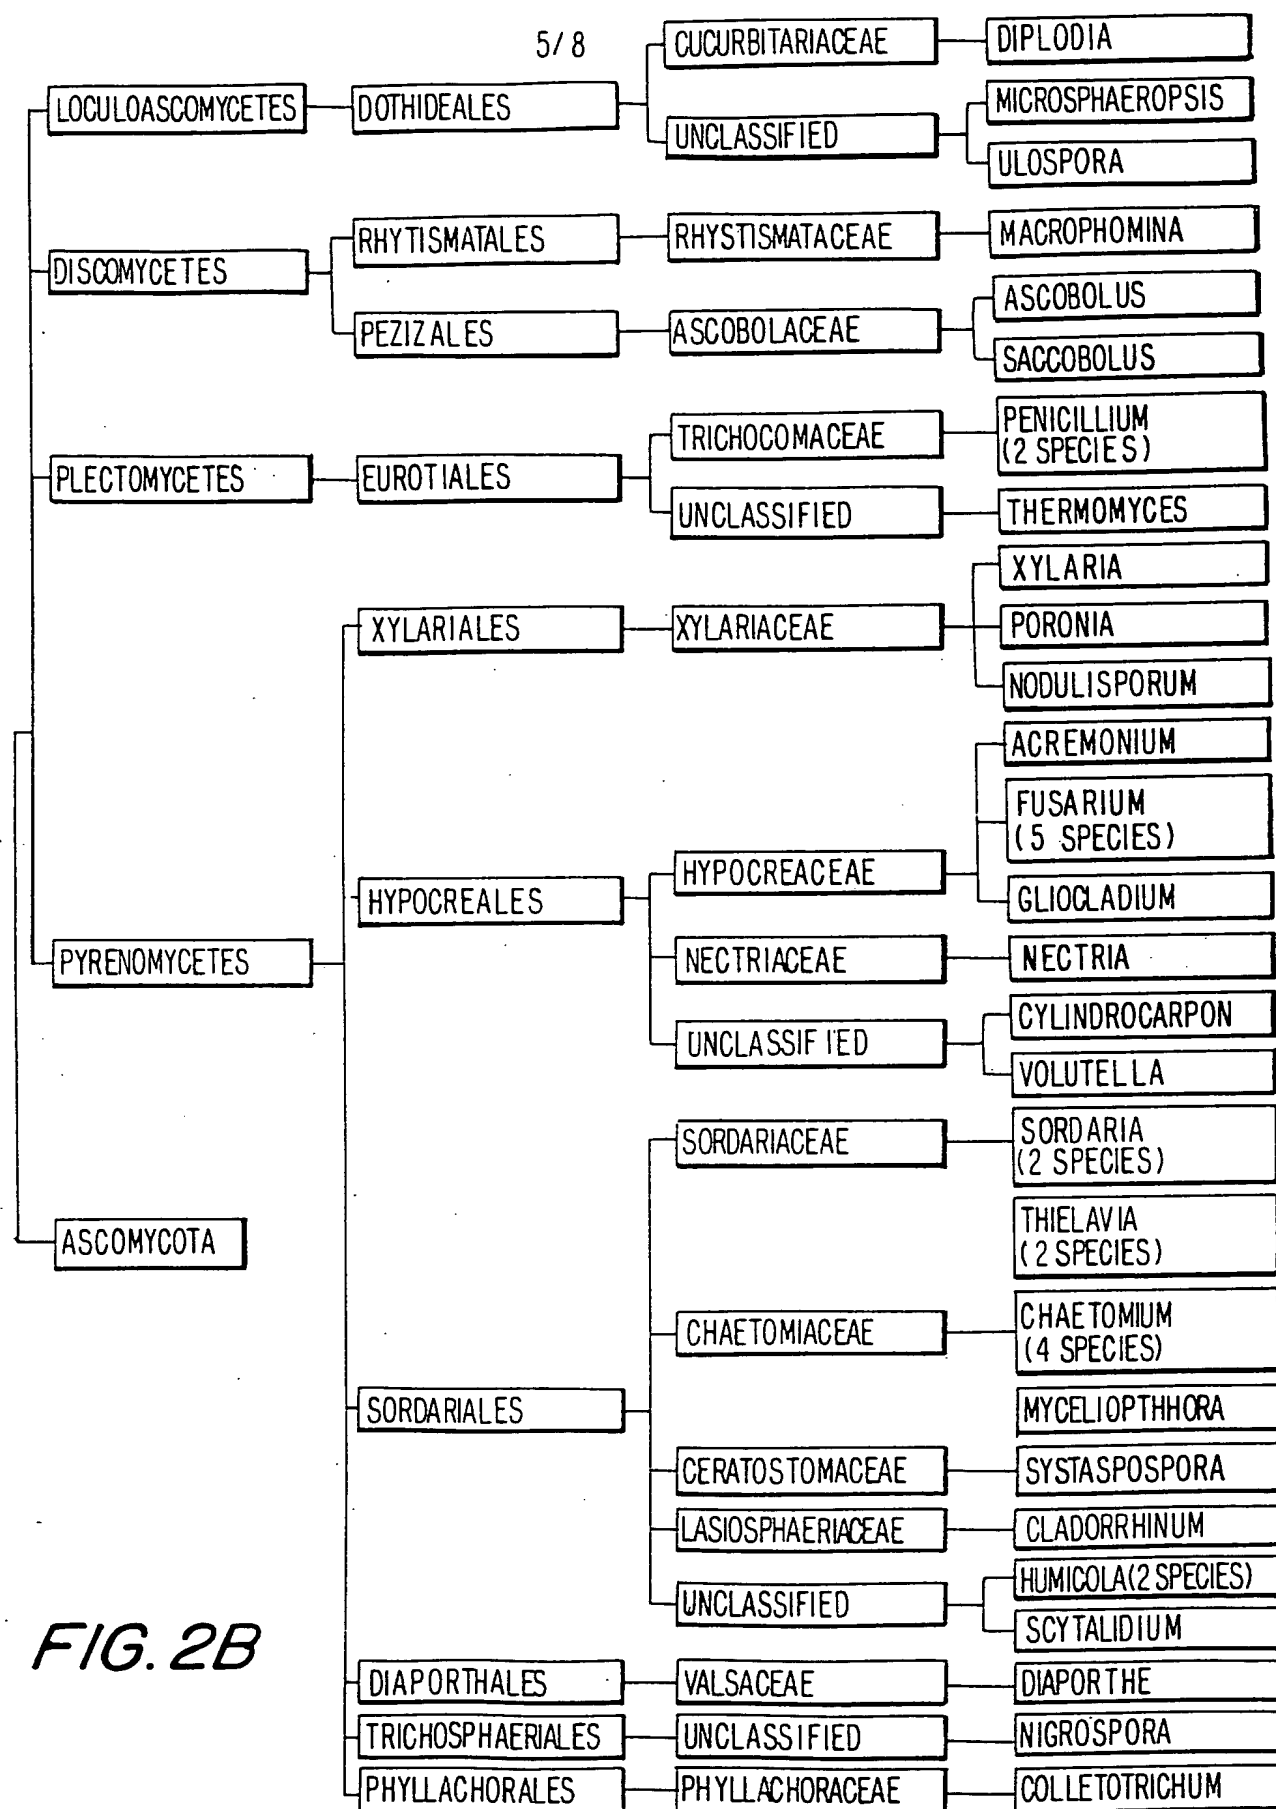 5/8
CUCURBITARIACEAE
DIPLODIA
LOCULOASCOMYCETES
DOTHIDEALES
MICROSPHAEROPSIS
UNCLASSIFIED
ULOSPORA
RHYTISMATALES
RHYSTISMATACEAE
MACROPHOMINA
DISCOMYCETES
ASCOBOLUS
PEZIZALES
ASCOBOLACEAE
SACCOBOLUS
TRICHOCOMACEAE
PENICILLIUM
(2 SPECIES)
PLECTOMYCETES
EUROTIALES
UNCLASSIFIED
THERMOMYCES
XYLARIA
XYLARIALES
XYLARIACEAE
PORONIA
NODULISPORUM
ACREMONIUM
FUSARIUM
(5 SPECIES)
HYPOCREALES
HYPOCREACEAE
GLIOCLADIUM
PYRENOMYCETES
NECTRIACEAE
NECTRIA
CYLINDROCARPON
UNCLASSIFIED
VOLUTELLA
SORDARIACEAE
SORDARIA
(2 SPECIES)
THIELAVIA
(2 SPECIES)
ASCOMYCOTA
CHAETOMIACEAE
CHAETOMIUM
(4 SPECIES)
SORDARIALES
MYCELIOPTHHORA
CERATOSTOMACEAE
SYSTASPOSPORA
LASIOSPHAERIACEAE
CLADORRHINUM
HUMICOLA(2 SPECIES)
UNCLASSIFIED
SCYTALIDIUM
FIG. 2B
DIAPORTHALES
VALSACEAE
DIAPORTHE
TRICHOSPHAERIALES
UNCLASSIFIED
NIGROSPORA
PHYLLACHORALES
PHYLLACHORACEAE
COLLETOTRICHUM